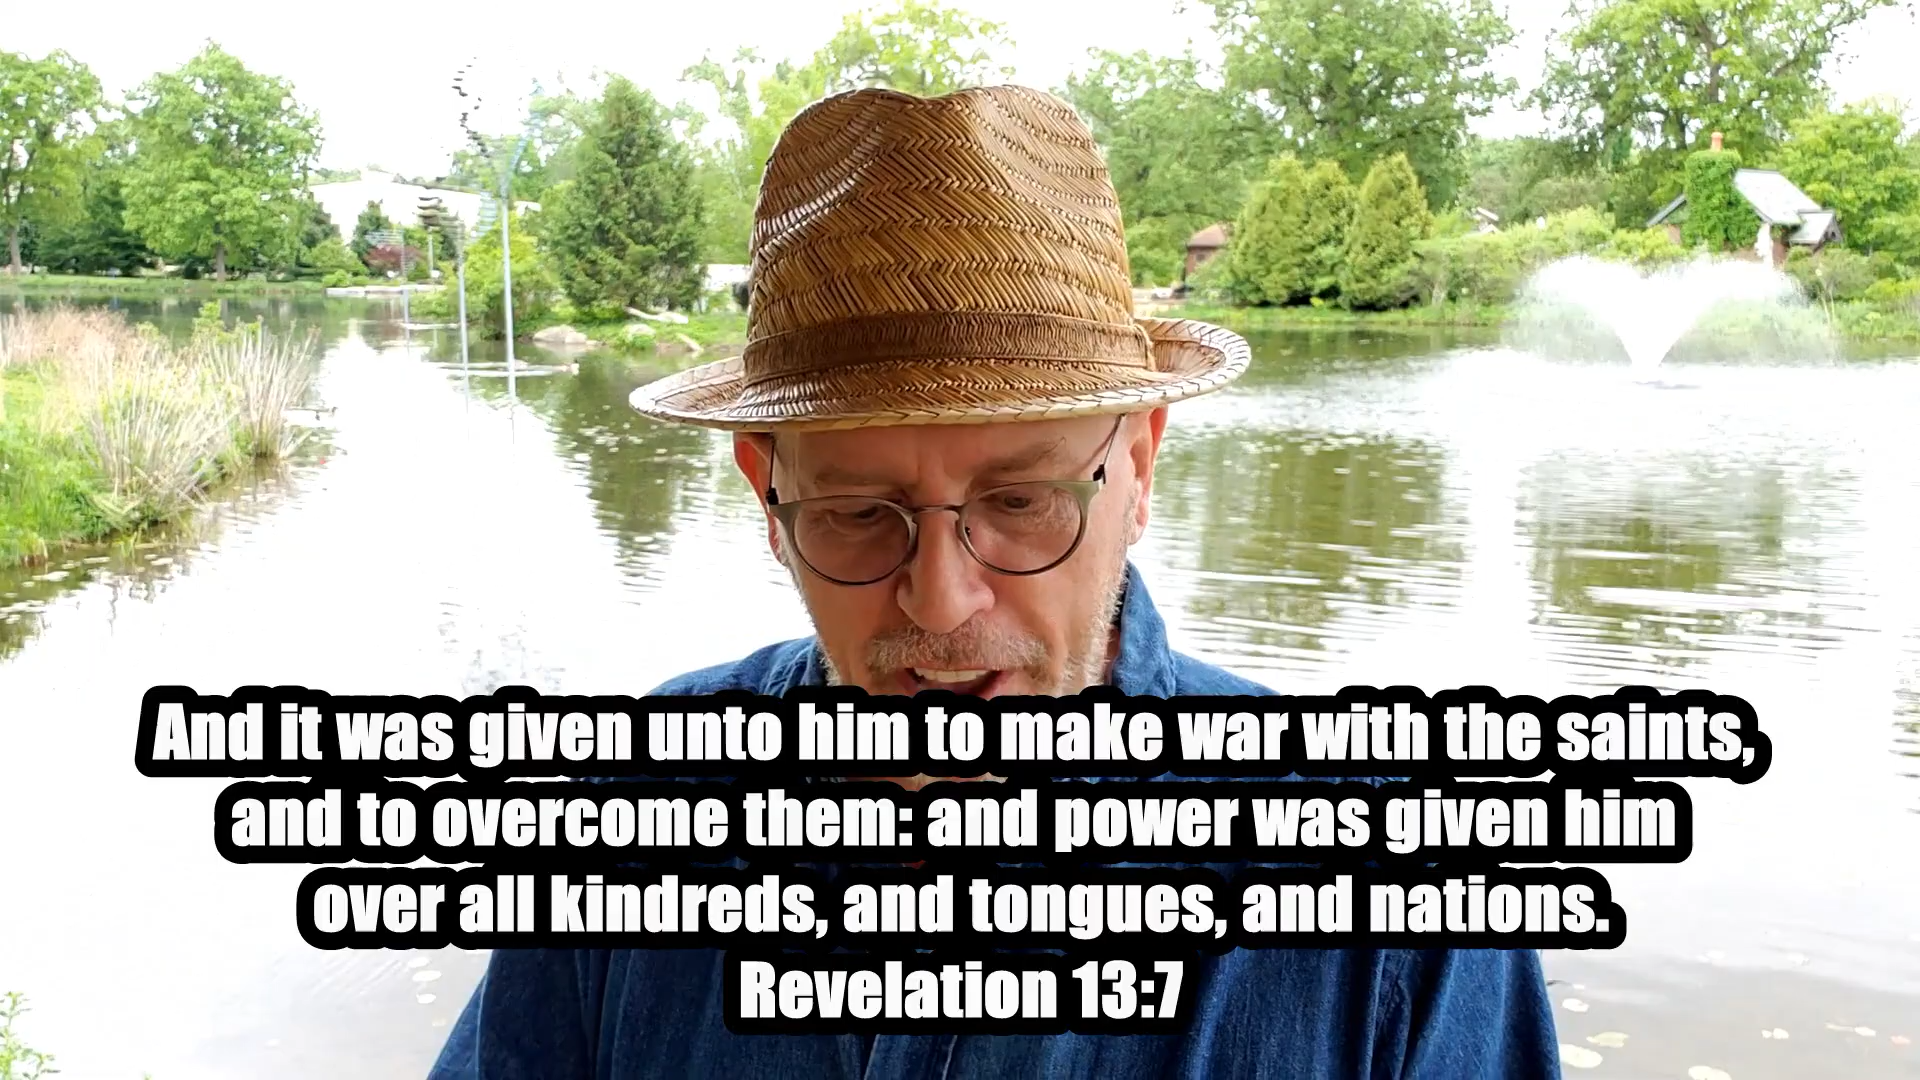 And it was given unto him to make war with the saints,
and to overcome them: and power was given him
over all kindreds, and tongues, and nations.
Revelation 13:7